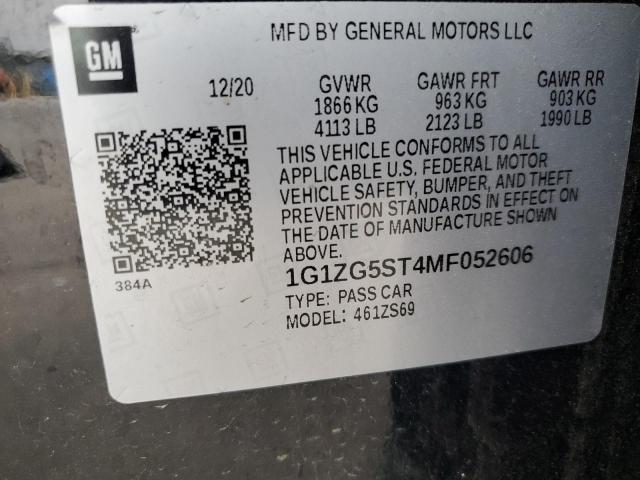 GM
MFD BY GENERAL MOTORS LLC
12/20 GVWR GAWR FRT GAWR RR
1866 KG 963 KG 903 KG
4113 LB 2123 LB 1990 LB
THIS VEHICLE CONFORMS TO ALL
APPLICABLE U.S. FEDERAL MOTOR
VEHICLE SAFETY, BUMPER, AND THEFT
PREVENTION STANDARDS IN EFFECT ON
THE DATE OF MANUFACTURE SHOWN
ABOVE.
384A
1G1ZG5ST4MF052606
TYPE: PASS CAR
MODEL: 461ZS69